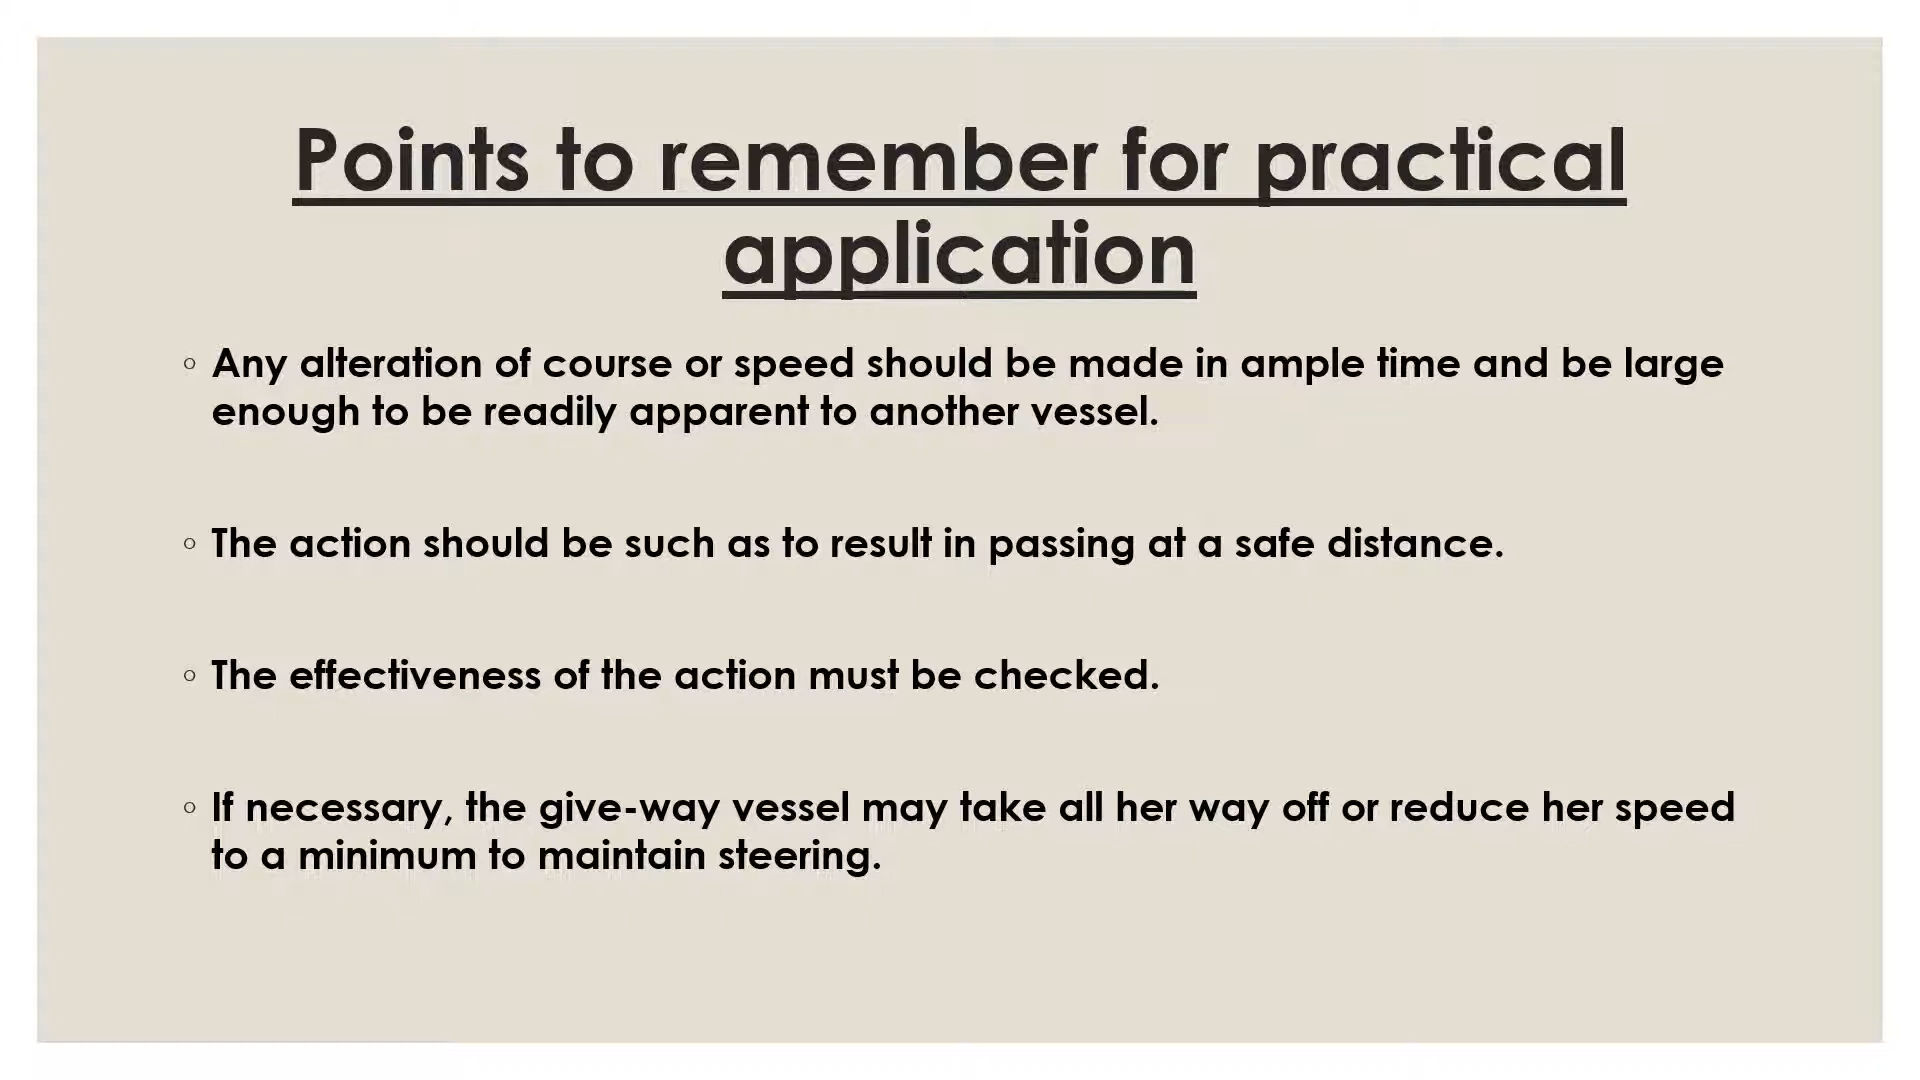 Points to remember for practical
application
◦ Any alteration of course or speed should be made in ample time and be large
enough to be readily apparent to another vessel.
◦ The action should be such as to result in passing at a safe distance.
◦ The effectiveness of the action must be checked.
◦ If necessary, the give-way vessel may take all her way off or reduce her speed
to a minimum to maintain steering.